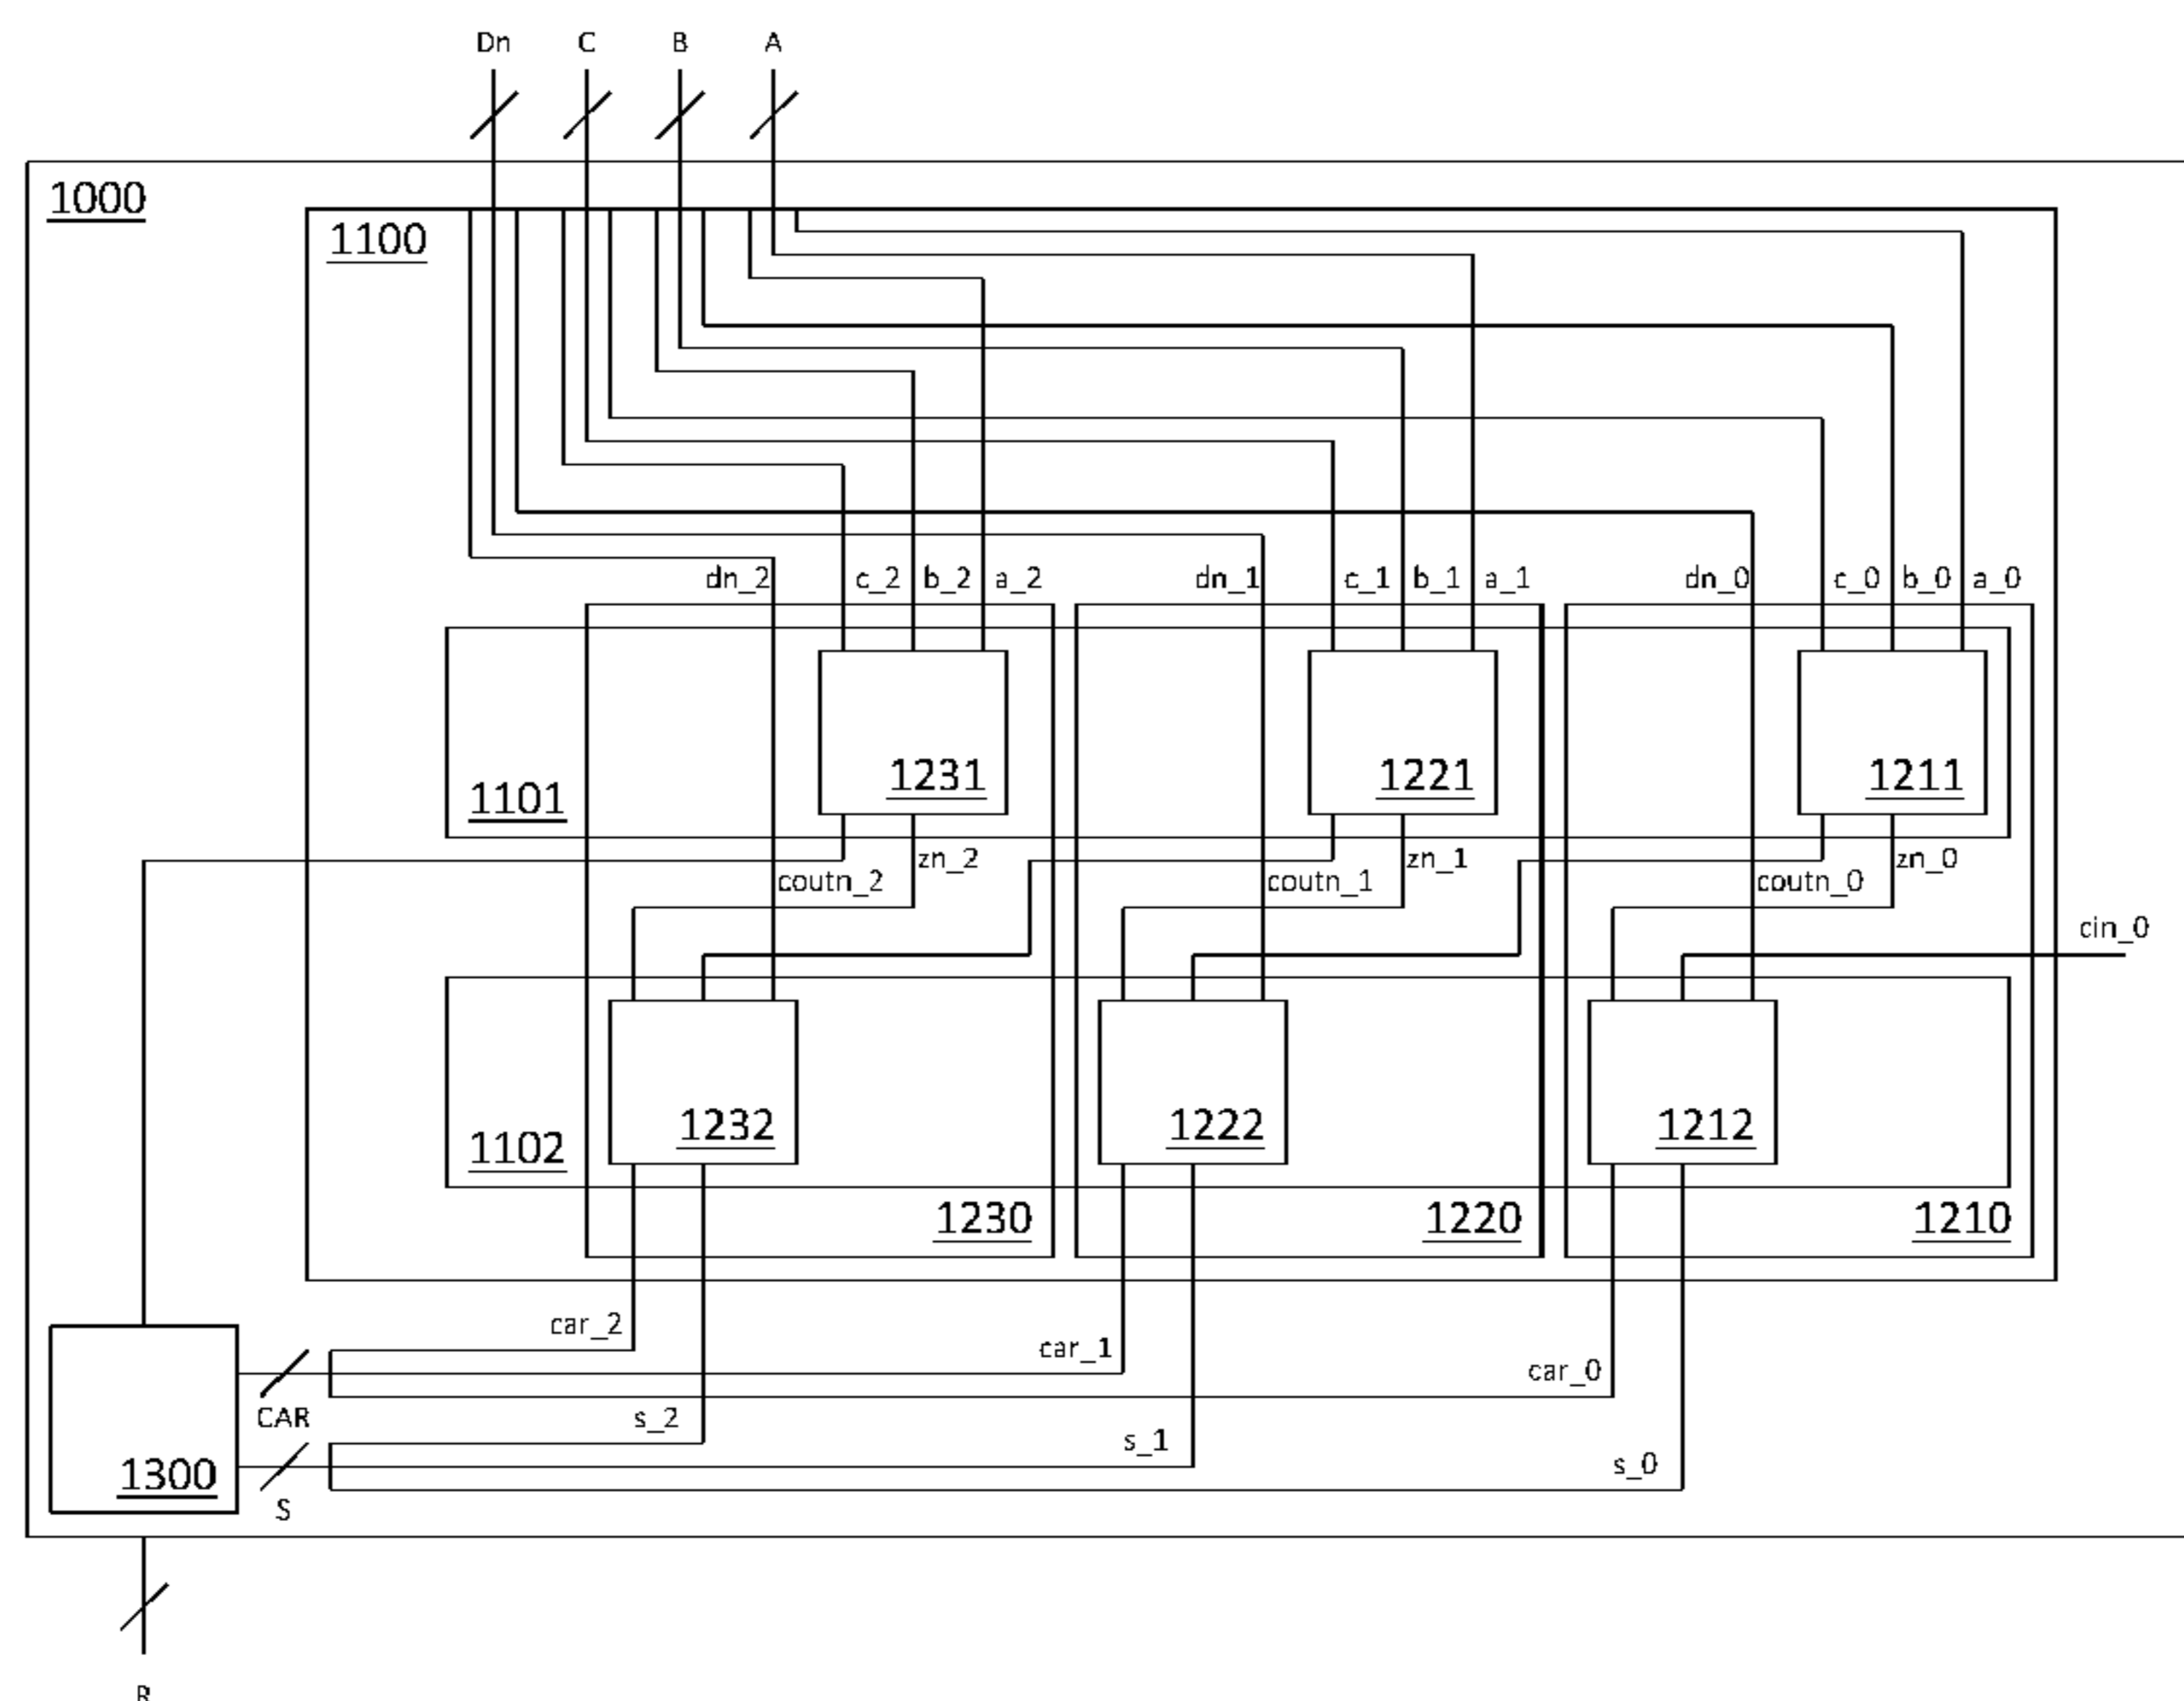 Dn C B A
1000
1100
dn_2 c_2 b_2 a_2 dn_1 c_1 b_1 a_1 dn_0 c_0 b_0 a_0
1231 1221 1211
1101
zn_2 zn_1 zn_0
coutn_2 coutn_1 coutn_0
cin_0
1232 1222 1212
1102
1230 1220 1210
car_2
car_1
car_0
CAR
s_2
s_1
s_0
1300
S